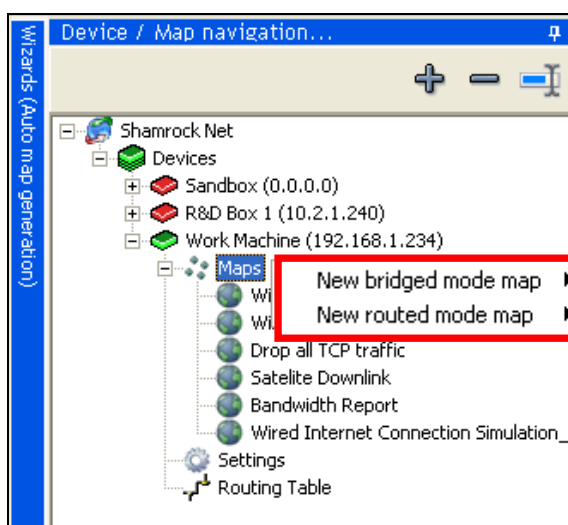 Wizards (Auto map generation)
Device / Map navigation...
Shamrock Net
Devices
Sandbox (0.0.0.0)
R&D Box 1 (10.2.1.240)
Work Machine (192.168.1.234)
Maps
New bridged mode map
New routed mode map
Drop all TCP traffic
Satelite Downlink
Bandwidth Report
Wired Internet Connection Simulation_
Settings
Routing Table